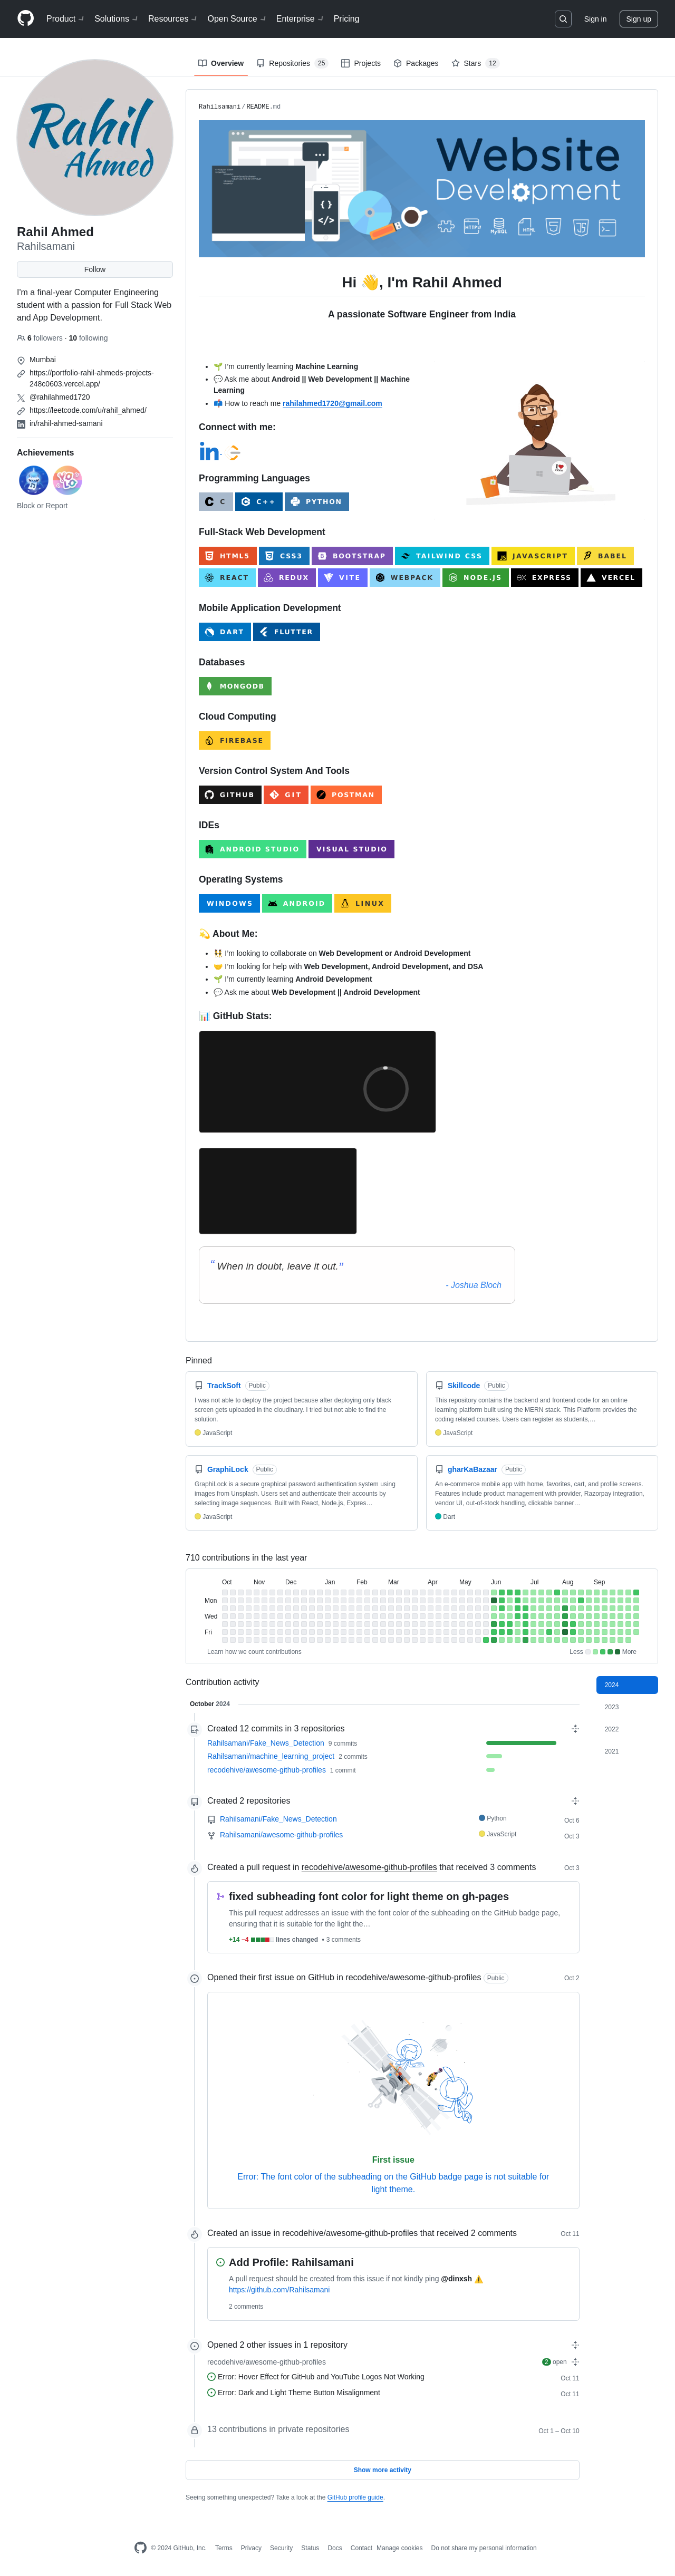 Product
Solutions
Resources
Open Source
Enterprise
Pricing
Sign in
Sign up
Overview
Repositories 25
Projects
Packages
Stars 12
Rahil
Ahmed
Rahil Ahmed
Rahilsamani
Follow
I'm a final-year Computer Engineering
student with a passion for Full Stack Web
and App Development.
6 followers · 10 following
Mumbai
https://portfolio-rahil-ahmeds-projects-
248c0603.vercel.app/
@rahilahmed1720
https://leetcode.com/u/rahil_ahmed/
in/rahil-ahmed-samani
Achievements
YOLO
Block or Report
Rahilsamani/README.md
Website
Development
</>
HTTP
MySQL
Hi 👋, I'm Rahil Ahmed
A passionate Software Engineer from India
• 🌱 I'm currently learning Machine Learning
• 💬 Ask me about Android || Web Development || Machine
Learning
• 📫 How to reach me rahilahmed1720@gmail.com
Connect with me:
in
Programming Languages
C
C++
PYTHON
Full-Stack Web Development
HTML5
CSS3
BOOTSTRAP
TAILWIND CSS
JAVASCRIPT
BABEL
REACT
REDUX
VITE
WEBPACK
NODE.JS
EXPRESS
VERCEL
Mobile Application Development
DART
FLUTTER
Databases
MONGODB
Cloud Computing
FIREBASE
Version Control System And Tools
GITHUB
GIT
POSTMAN
IDEs
ANDROID STUDIO
VISUAL STUDIO
Operating Systems
WINDOWS
ANDROID
LINUX
💫 About Me:
• 👯 I'm looking to collaborate on Web Development or Android Development
• 🤝 I'm looking for help with Web Development, Android Development, and DSA
• 🌱 I'm currently learning Android Development
• 💬 Ask me about Web Development || Android Development
📊 GitHub Stats:
“ When in doubt, leave it out.”
- Joshua Bloch
Pinned
TrackSoft Public
I was not able to deploy the project because after deploying only black
screen gets uploaded in the cloudinary. I tried but not able to find the
solution.
JavaScript
Skillcode Public
This repository contains the backend and frontend code for an online
learning platform built using the MERN stack. This Platform provides the
coding related courses. Users can register as students,…
JavaScript
GraphiLock Public
GraphiLock is a secure graphical password authentication system using
images from Unsplash. Users set and authenticate their accounts by
selecting image sequences. Built with React, Node.js, Expres…
JavaScript
gharKaBazaar Public
An e-commerce mobile app with home, favorites, cart, and profile screens.
Features include product management with provider, Razorpay integration,
vendor UI, out-of-stock handling, clickable banner…
Dart
710 contributions in the last year
Oct Nov Dec Jan Feb Mar Apr May Jun Jul Aug Sep
Mon
Wed
Fri
Learn how we count contributions
Less
More
Contribution activity
2024
2023
2022
2021
October 2024
Created 12 commits in 3 repositories
Rahilsamani/Fake_News_Detection 9 commits
Rahilsamani/machine_learning_project 2 commits
recodehive/awesome-github-profiles 1 commit
Created 2 repositories
Rahilsamani/Fake_News_Detection Python Oct 6
Rahilsamani/awesome-github-profiles JavaScript Oct 3
Created a pull request in recodehive/awesome-github-profiles that received 3 comments Oct 3
fixed subheading font color for light theme on gh-pages
This pull request addresses an issue with the font color of the subheading on the GitHub badge page,
ensuring that it is suitable for the light the…
+14 −4 lines changed • 3 comments
Opened their first issue on GitHub in recodehive/awesome-github-profiles Public Oct 2
First issue
Error: The font color of the subheading on the GitHub badge page is not suitable for
light theme.
Created an issue in recodehive/awesome-github-profiles that received 2 comments Oct 11
Add Profile: Rahilsamani
A pull request should be created from this issue if not kindly ping @dinxsh ⚠️
https://github.com/Rahilsamani
2 comments
Opened 2 other issues in 1 repository
recodehive/awesome-github-profiles 2 open
Error: Hover Effect for GitHub and YouTube Logos Not Working Oct 11
Error: Dark and Light Theme Button Misalignment Oct 11
13 contributions in private repositories Oct 1 – Oct 10
Show more activity
Seeing something unexpected? Take a look at the GitHub profile guide.
© 2024 GitHub, Inc.
Terms
Privacy
Security
Status
Docs
Contact
Manage cookies
Do not share my personal information